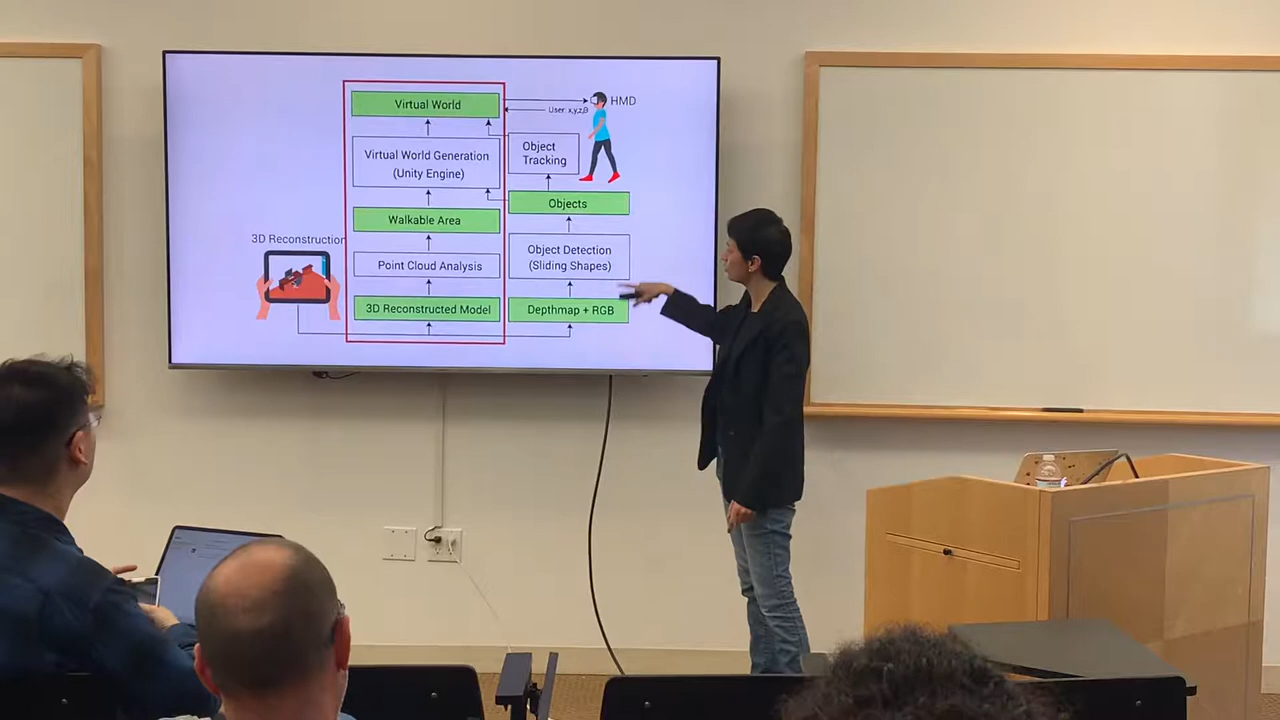 Virtual World
HMD
User: x,y,z,θ
Virtual World Generation
(Unity Engine)
Object
Tracking
Walkable Area
Objects
3D Reconstruction
Point Cloud Analysis
Object Detection
(Sliding Shapes)
3D Reconstructed Model
Depthmap + RGB